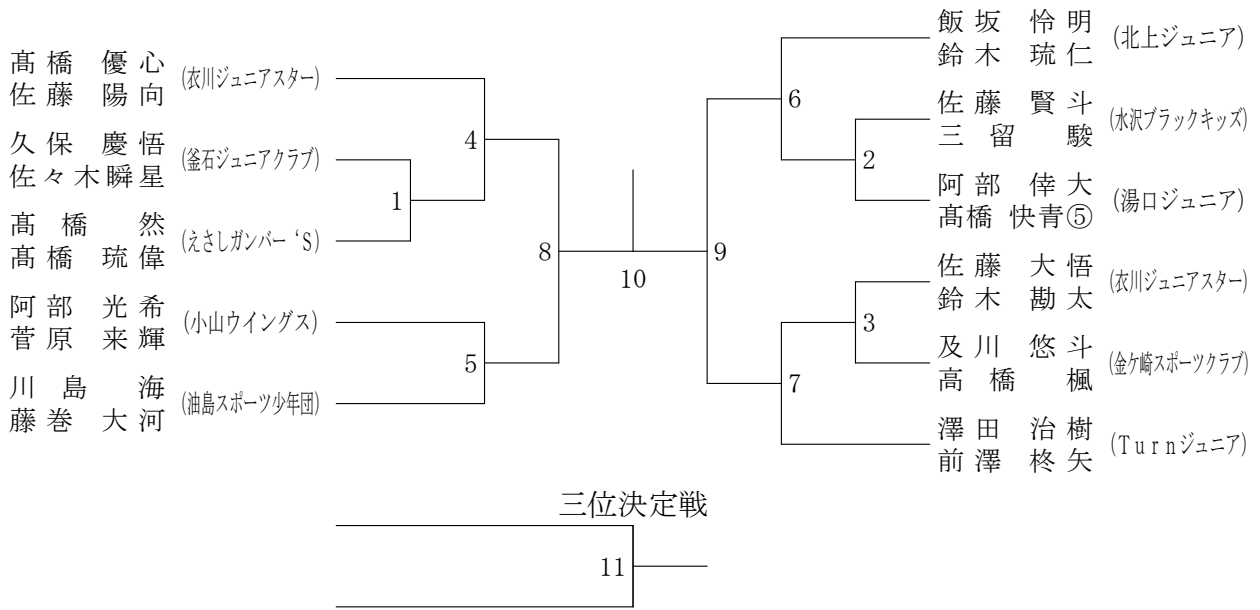 髙橋 優心
佐藤 陽向
(衣川ジュニアスター)
久保 慶悟
佐々木瞬星
(釜石ジュニアクラブ)
髙橋 然
髙橋 琉偉
(えさしガンバー‘S)
阿部 光希
菅原 来輝
(小山ウイングス)
川島 海
藤巻 大河
(油島スポーツ少年団)
1
4
5
8
10
9
6
2
3
7
飯坂 怜明
鈴木 琉仁
(北上ジュニア)
佐藤 賢斗
三留 駿
(水沢ブラックキッズ)
阿部 倖大
髙橋 快青⑤
(湯口ジュニア)
佐藤 大悟
鈴木 勘太
(衣川ジュニアスター)
及川 悠斗
高橋 楓
(金ケ崎スポーツクラブ)
澤田 治樹
前澤 柊矢
(Turnジュニア)
三位決定戦
11